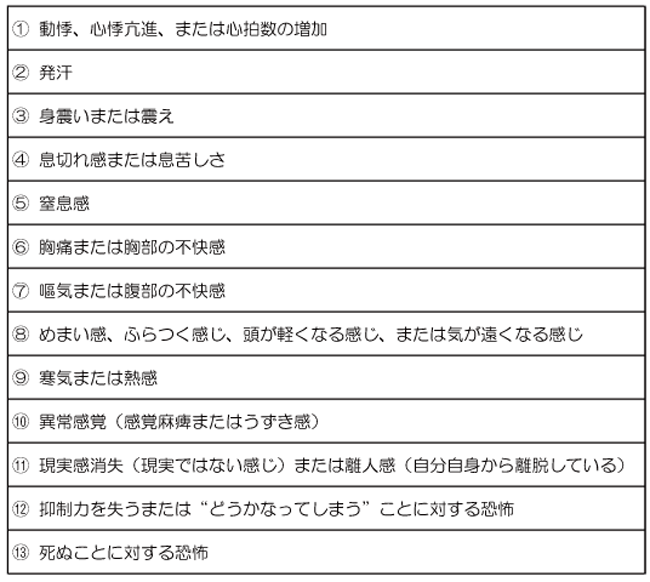 ① 動悸、心悸亢進、または心拍数の増加
② 発汗
③ 身震いまたは震え
④ 息切れ感または息苦しさ
⑤ 窒息感
⑥ 胸痛または胸部の不快感
⑦ 嘔気または腹部の不快感
⑧ めまい感、ふらつく感じ、頭が軽くなる感じ、または気が遠くなる感じ
⑨ 寒気または熱感
⑩ 異常感覚（感覚麻痺またはうずき感）
⑪ 現実感消失（現実ではない感じ）または離人感（自分自身から離脱している）
⑫ 抑制力を失うまたは“どうかなってしまう”ことに対する恐怖
⑬ 死ぬことに対する恐怖